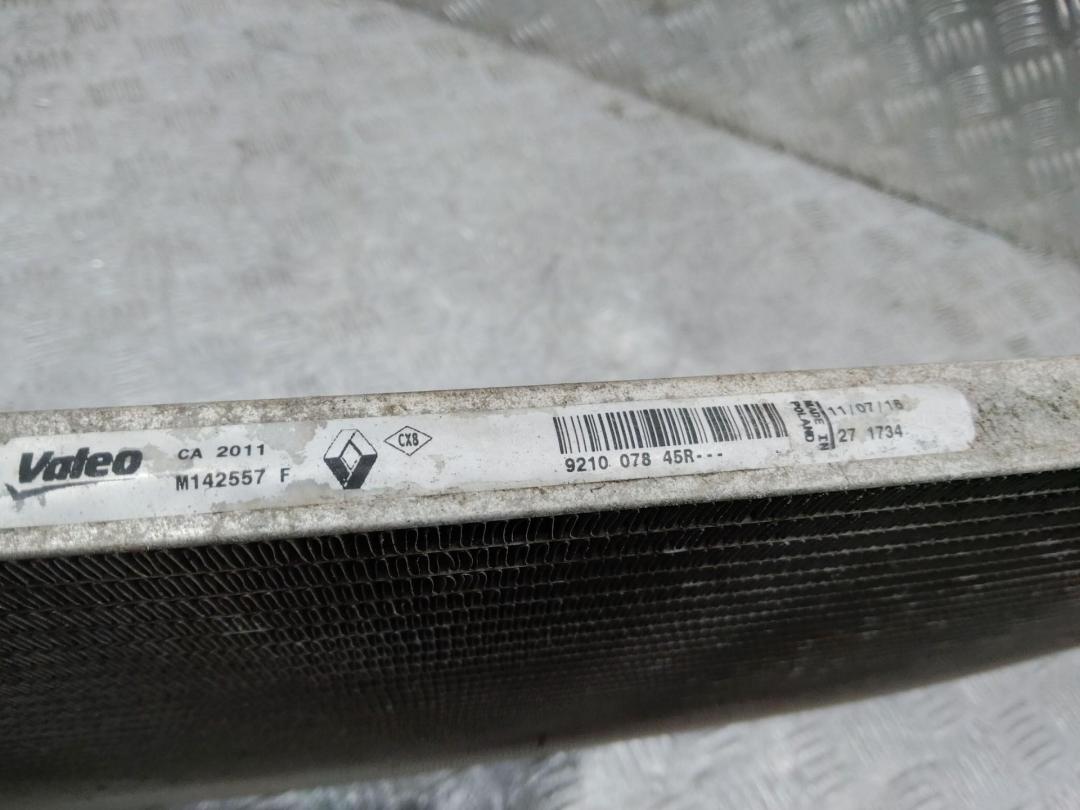 Valeo
CA 2011
M142557 F
CX8
9210 078 45R---
MADE IN
POLAND
11/07/18
27 1734